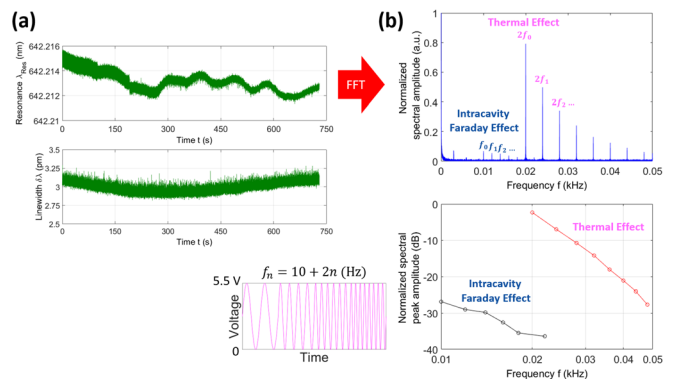 (a)
642.216
642.214
642.212
642.21
Resonance λRes (nm)
0 150 300 450 600 750
Time t (s)
3.5
3.25
3
2.75
2.5
Linewidth δλ (pm)
0 150 300 450 600 750
Time t (s)
FFT
fn = 10 + 2n (Hz)
5.5 V
Voltage
0
Time
(b)
Thermal Effect
2f0
2f1
2f2 ...
Intracavity
Faraday Effect
f0f1f2 ...
1
0.8
0.6
0.4
0.2
0
Normalized
spectral amplitude (a.u.)
0 0.01 0.02 0.03 0.04 0.05
Frequency f (kHz)
0
-10
-20
-30
-40
Normalized spectral
peak amplitude (dB)
Thermal Effect
Intracavity
Faraday Effect
0.01 0.02 0.03 0.04 0.05
Frequency f (kHz)